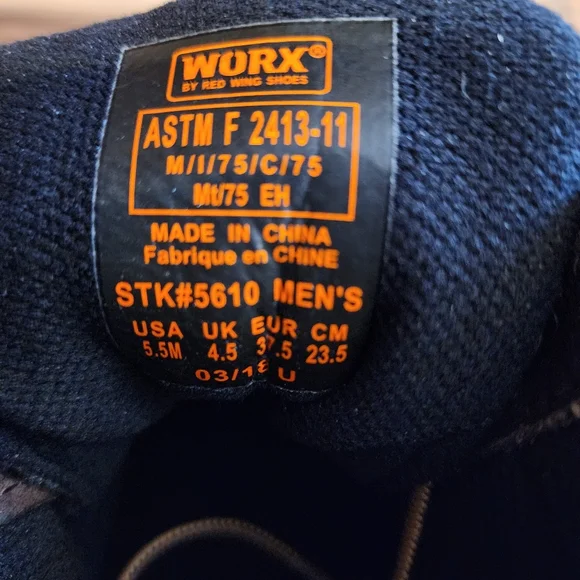 WORX®
BY RED WING SHOES
ASTM F 2413-11
M/I/75/C/75
Mt/75 EH
MADE IN CHINA
Fabrique en CHINE
STK#5610 MEN'S
USA UK EUR CM
5.5M 4.5 37.5 23.5
03/18 U